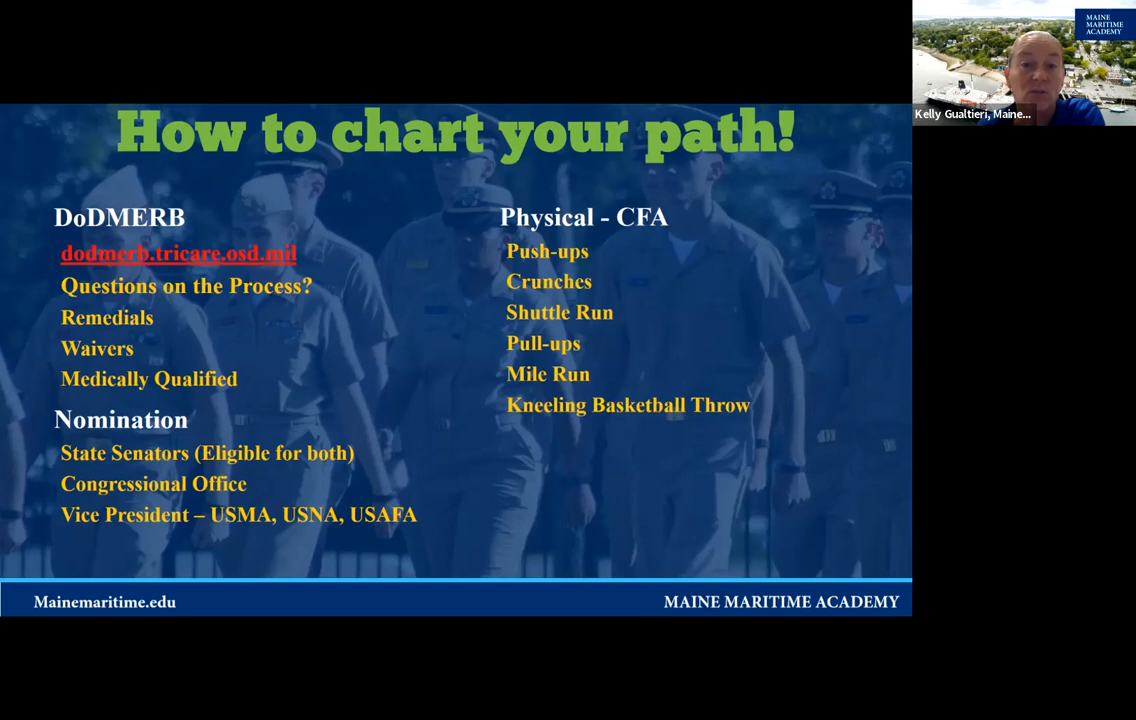 How to chart your path!
DoDMERB
dodmerb.tricare.osd.mil
Questions on the Process?
Remedials
Waivers
Medically Qualified
Nomination
State Senators (Eligible for both)
Congressional Office
Vice President – USMA, USNA, USAFA
Physical - CFA
Push-ups
Crunches
Shuttle Run
Pull-ups
Mile Run
Kneeling Basketball Throw
Mainemaritime.edu
MAINE MARITIME ACADEMY
MAINE
MARITIME
ACADEMY
Kelly Gualtieri, Maine...